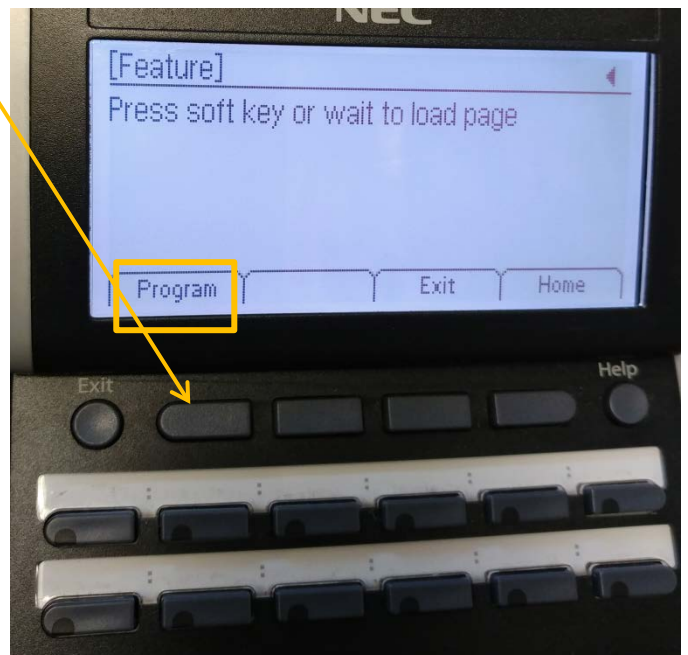 NEC
[Feature]
Press soft key or wait to load page
Program Exit Home
Exit Help